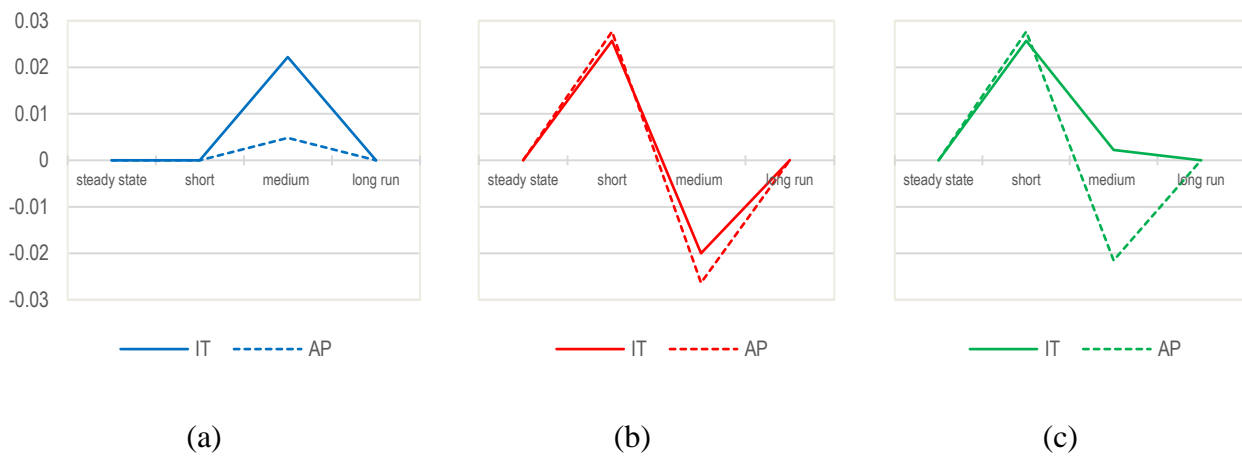 0.03
0.02
0.01
0
-0.01
-0.02
-0.03
steady state short medium long run
steady state short medium long run
steady state short medium long run
IT AP
IT AP
IT AP
(a) (b) (c)